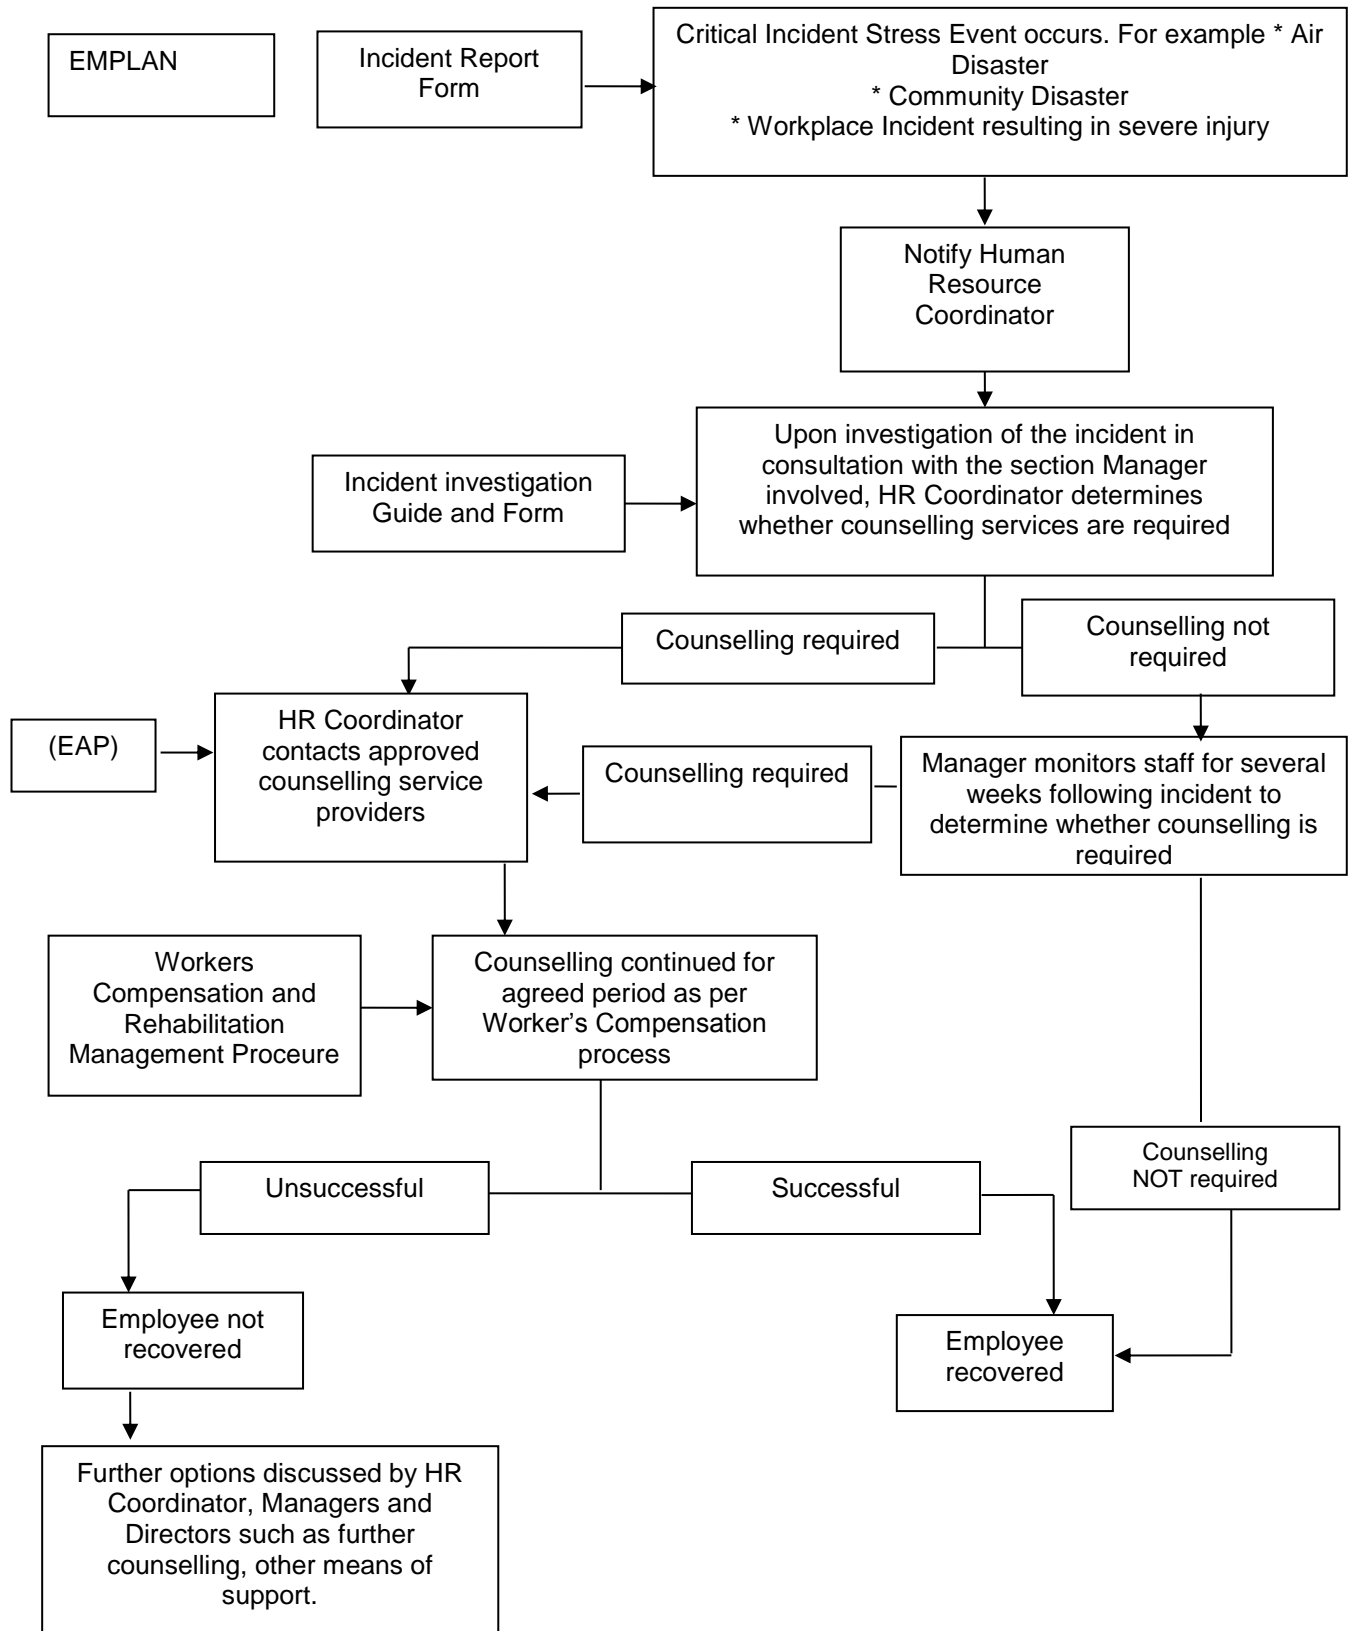 EMPLAN
Incident Report
Form
Critical Incident Stress Event occurs. For example * Air
Disaster
* Community Disaster
* Workplace Incident resulting in severe injury
Notify Human
Resource
Coordinator
Incident investigation
Guide and Form
Upon investigation of the incident in
consultation with the section Manager
involved, HR Coordinator determines
whether counselling services are required
Counselling required
Counselling not
required
(EAP)
HR Coordinator
contacts approved
counselling service
providers
Counselling required
Manager monitors staff for several
weeks following incident to
determine whether counselling is
required
Workers
Compensation and
Rehabilitation
Management Proceure
Counselling continued for
agreed period as per
Worker’s Compensation
process
Counselling
NOT required
Unsuccessful
Successful
Employee not
recovered
Employee
recovered
Further options discussed by HR
Coordinator, Managers and
Directors such as further
counselling, other means of
support.